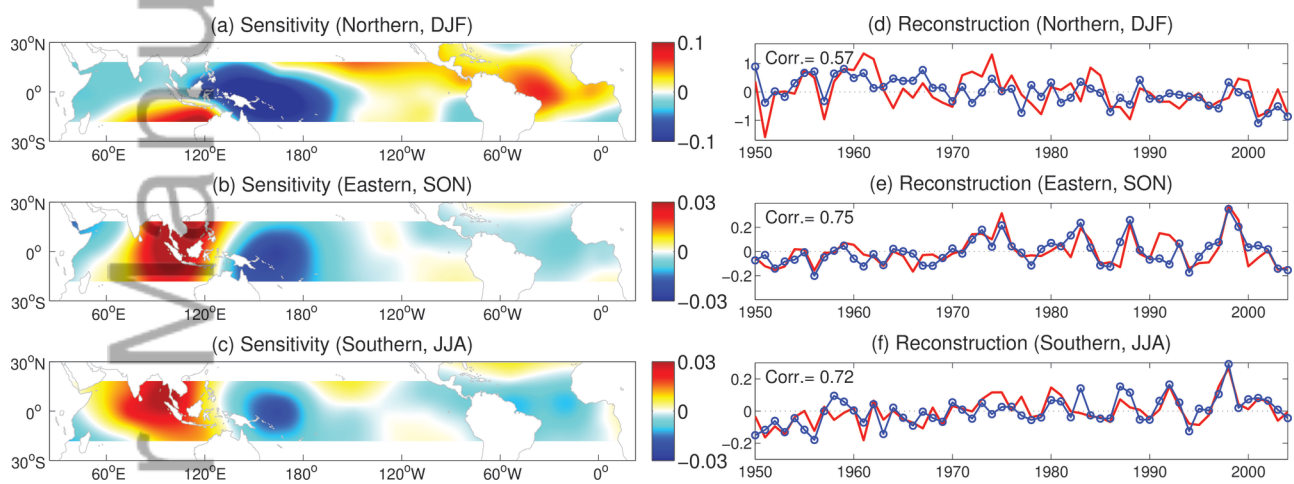 (a) Sensitivity (Northern, DJF)
30°N
0°
30°S
60°E 120°E 180° 120°W 60°W 0°
0.1
0
−0.1
(d) Reconstruction (Northern, DJF)
Corr.= 0.57
1
0
−1
1950 1960 1970 1980 1990 2000
(b) Sensitivity (Eastern, SON)
30°N
0°
30°S
60°E 120°E 180° 120°W 60°W 0°
0.03
0
−0.03
(e) Reconstruction (Eastern, SON)
Corr. = 0.75
0.2
0
−0.2
1950 1960 1970 1980 1990 2000
(c) Sensitivity (Southern, JJA)
30°N
0°
30°S
60°E 120°E 180° 120°W 60°W 0°
0.03
0
−0.03
(f) Reconstruction (Southern, JJA)
Corr.= 0.72
0.2
0
−0.2
1950 1960 1970 1980 1990 2000
r Manu